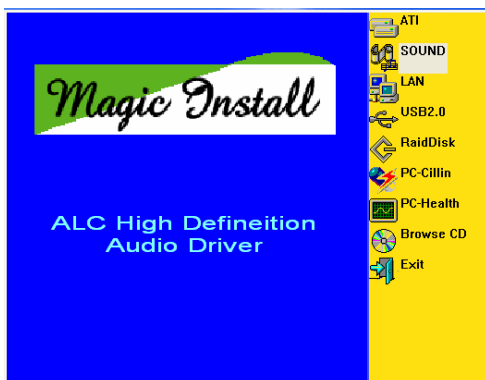 Magic Install
ALC High Defineition
Audio Driver
ATI
SOUND
LAN
USB2.0
RaidDisk
PC-Cillin
PC-Health
Browse CD
Exit